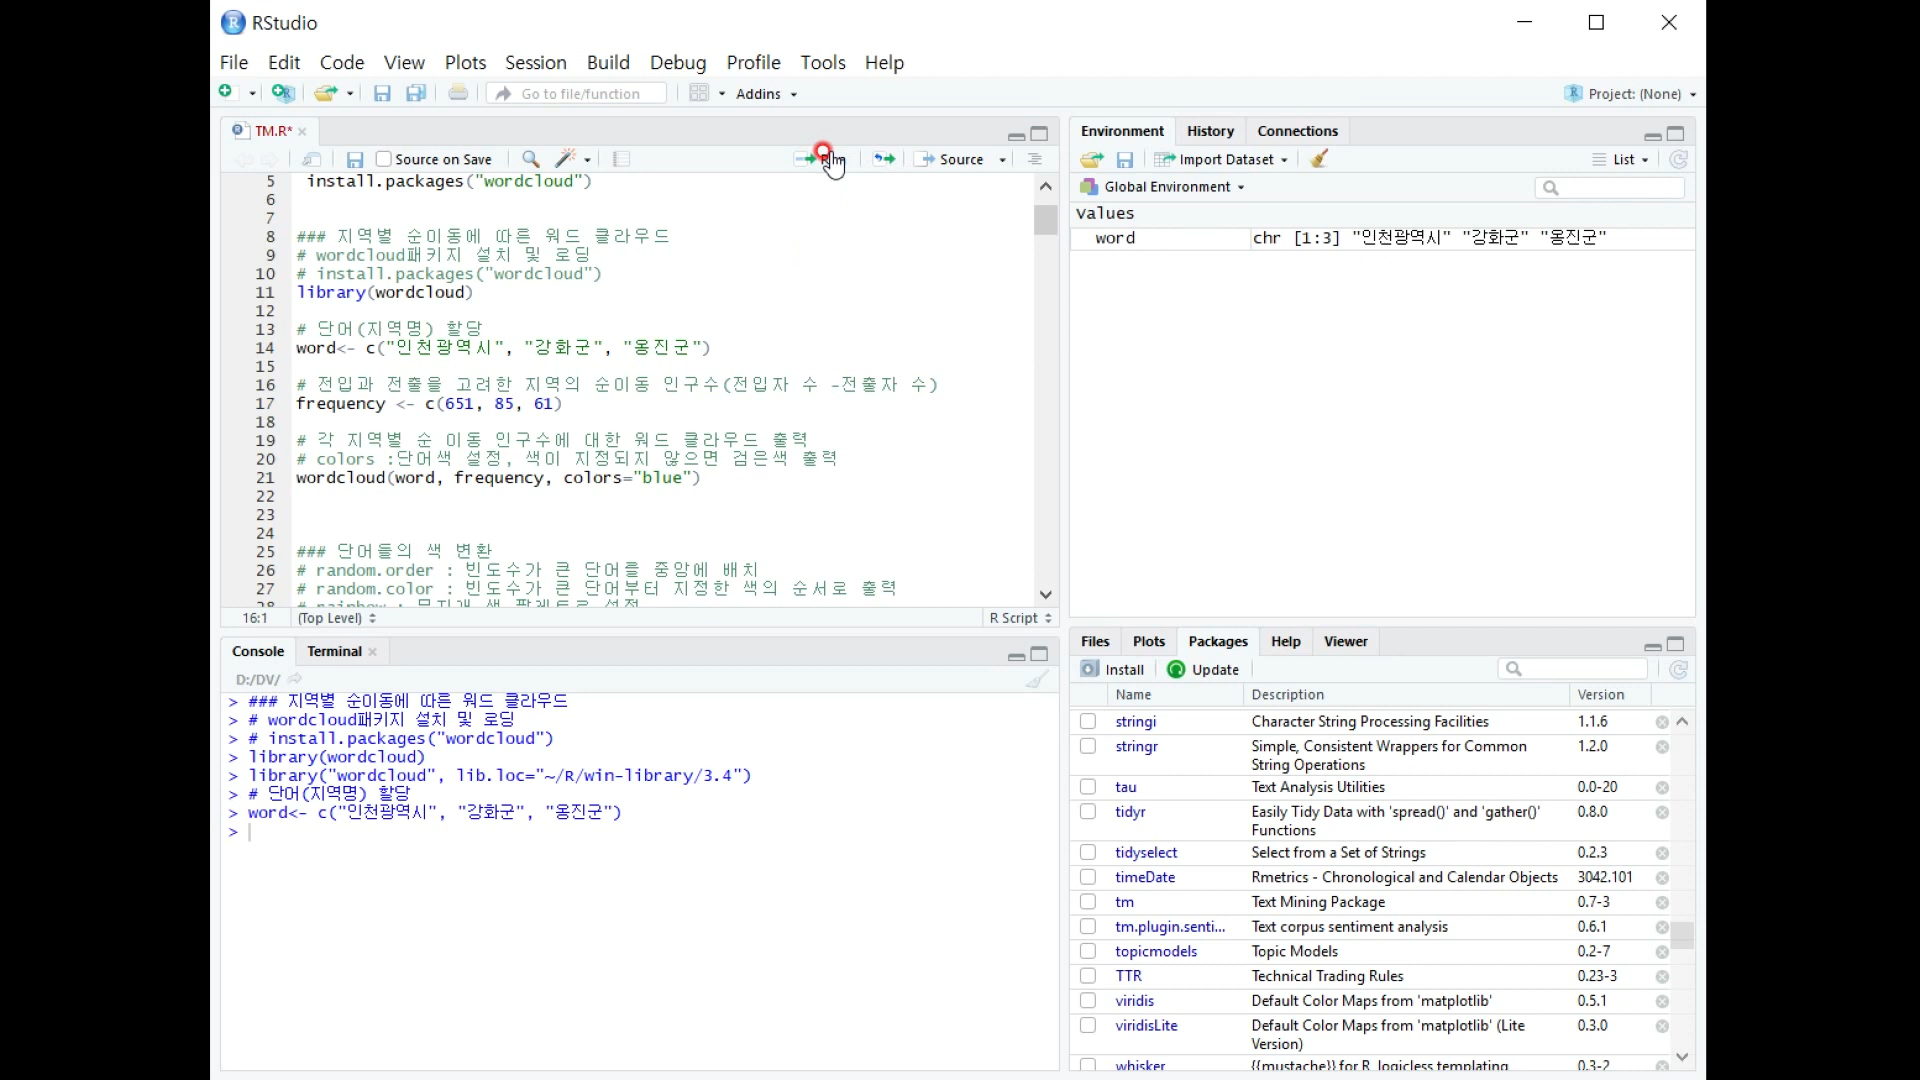 RStudio
File Edit Code View Plots Session Build Debug Profile Tools Help
Go to file/function Addins Project: (None)
TM.R*
Source on Save Run Source
5 install.packages("wordcloud")
6
7
8 ### 지역별 순이동에 따른 워드 클라우드
9 # wordcloud패키지 설치 및 로딩
10 # install.packages("wordcloud")
11 library(wordcloud)
12
13 # 단어(지역명) 할당
14 word<- c("인천광역시", "강화군", "옹진군")
15
16 # 전입과 전출을 고려한 지역의 순이동 인구수(전입자 수 -전출자 수)
17 frequency <- c(651, 85, 61)
18
19 # 각 지역별 순 이동 인구수에 대한 워드 클라우드 출력
20 # colors :단어색 설정, 색이 지정되지 않으면 검은색 출력
21 wordcloud(word, frequency, colors="blue")
22
23
24
25 ### 단어들의 색 변환
26 # random.order : 빈도수가 큰 단어를 중앙에 배치
27 # random.color : 빈도수가 큰 단어부터 지정한 색의 순서로 출력
16:1 (Top Level) R Script
Console Terminal
D:/DV/
> ### 지역별 순이동에 따른 워드 클라우드
> # wordcloud패키지 설치 및 로딩
> # install.packages("wordcloud")
> library(wordcloud)
> library("wordcloud", lib.loc="~/R/win-library/3.4")
> # 단어(지역명) 할당
> word<- c("인천광역시", "강화군", "옹진군")
>
Environment History Connections
Import Dataset List
Global Environment
Values
word chr [1:3] "인천광역시" "강화군" "옹진군"
Files Plots Packages Help Viewer
Install Update
Name Description Version
stringi Character String Processing Facilities 1.1.6
stringr Simple, Consistent Wrappers for Common 1.2.0
String Operations
tau Text Analysis Utilities 0.0-20
tidyr Easily Tidy Data with 'spread()' and 'gather()' 0.8.0
Functions
tidyselect Select from a Set of Strings 0.2.3
timeDate Rmetrics - Chronological and Calendar Objects 3042.101
tm Text Mining Package 0.7-3
tm.plugin.senti... Text corpus sentiment analysis 0.6.1
topicmodels Topic Models 0.2-7
TTR Technical Trading Rules 0.23-3
viridis Default Color Maps from 'matplotlib' 0.5.1
viridisLite Default Color Maps from 'matplotlib' (Lite 0.3.0
Version)
whisker {{mustache}} for R, logicless templating 0.3-2